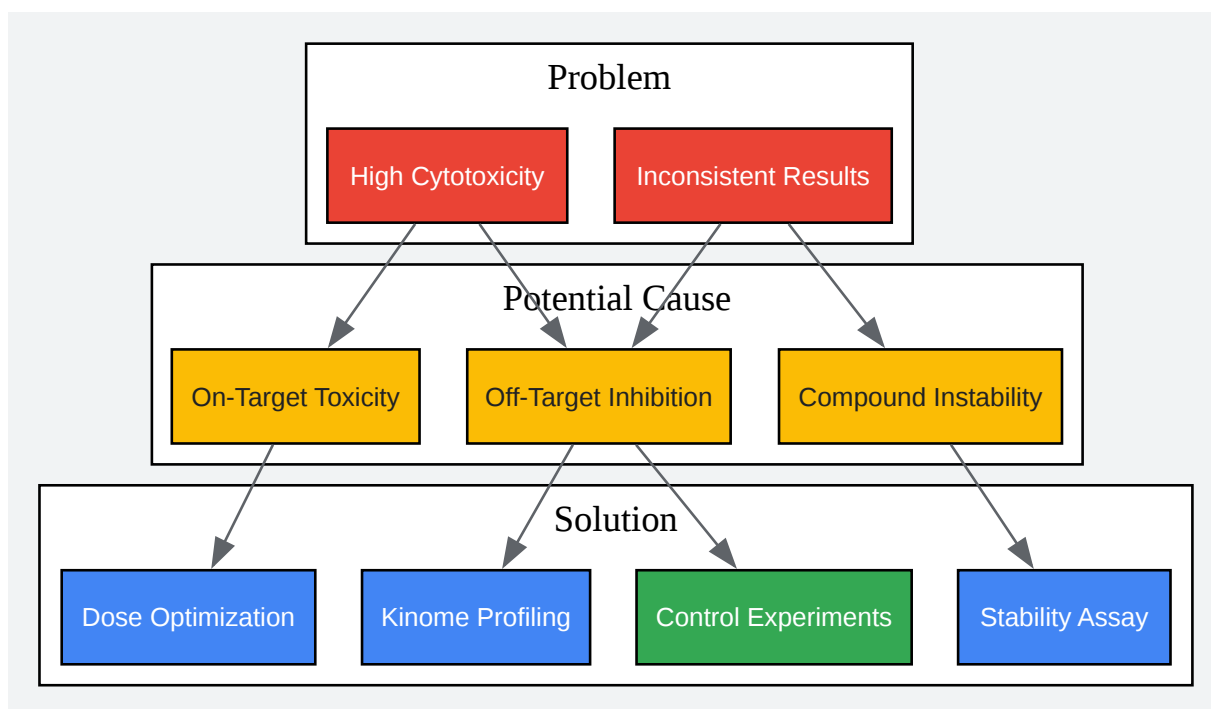 Problem
High Cytotoxicity
Inconsistent Results
Potential Cause
On-Target Toxicity
Off-Target Inhibition
Compound Instability
Solution
Dose Optimization
Kinome Profiling
Control Experiments
Stability Assay